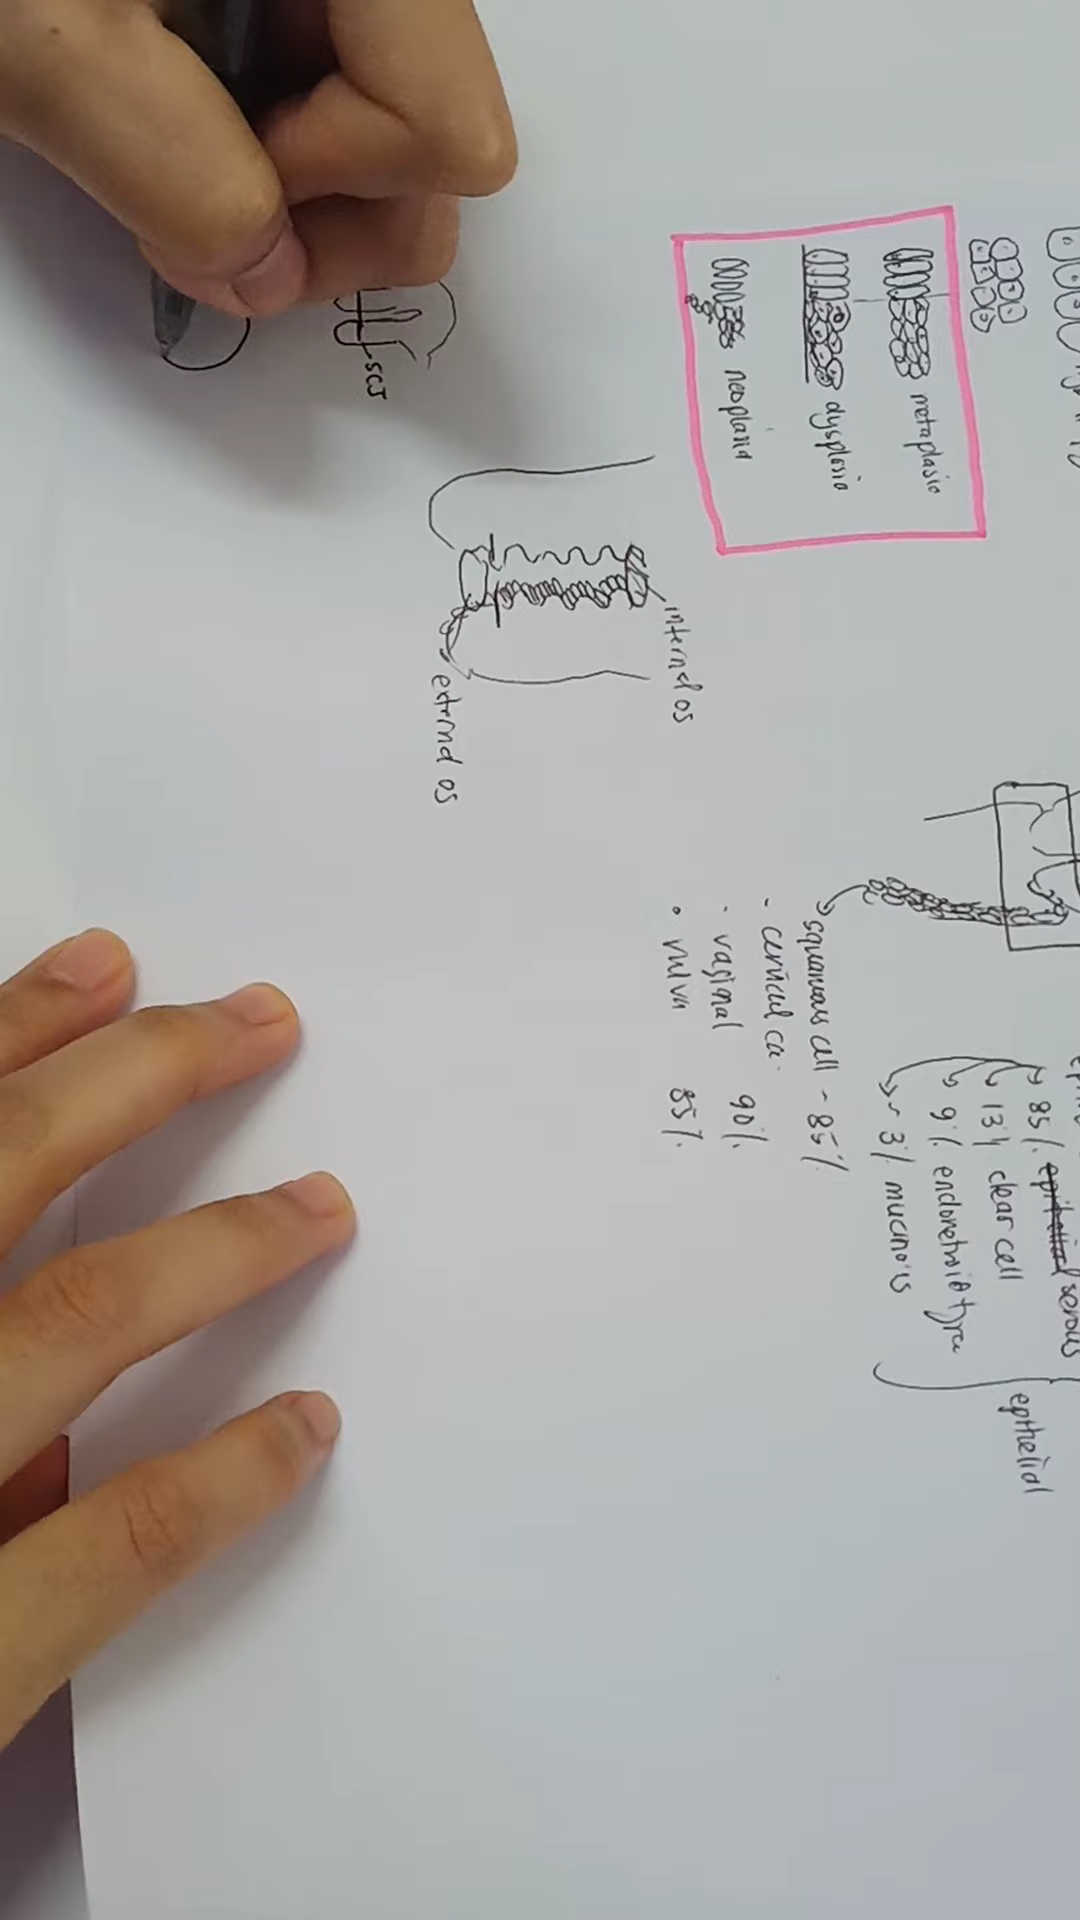 metaplasia
dysplasia
neoplasia
SCJ
internal os
external os
85% epithelial serous
13% clear cell
9%
3% mucinous
epithelial
squamous cell - 85%
- cervical ca.
- vaginal 90%
• vulva 85%